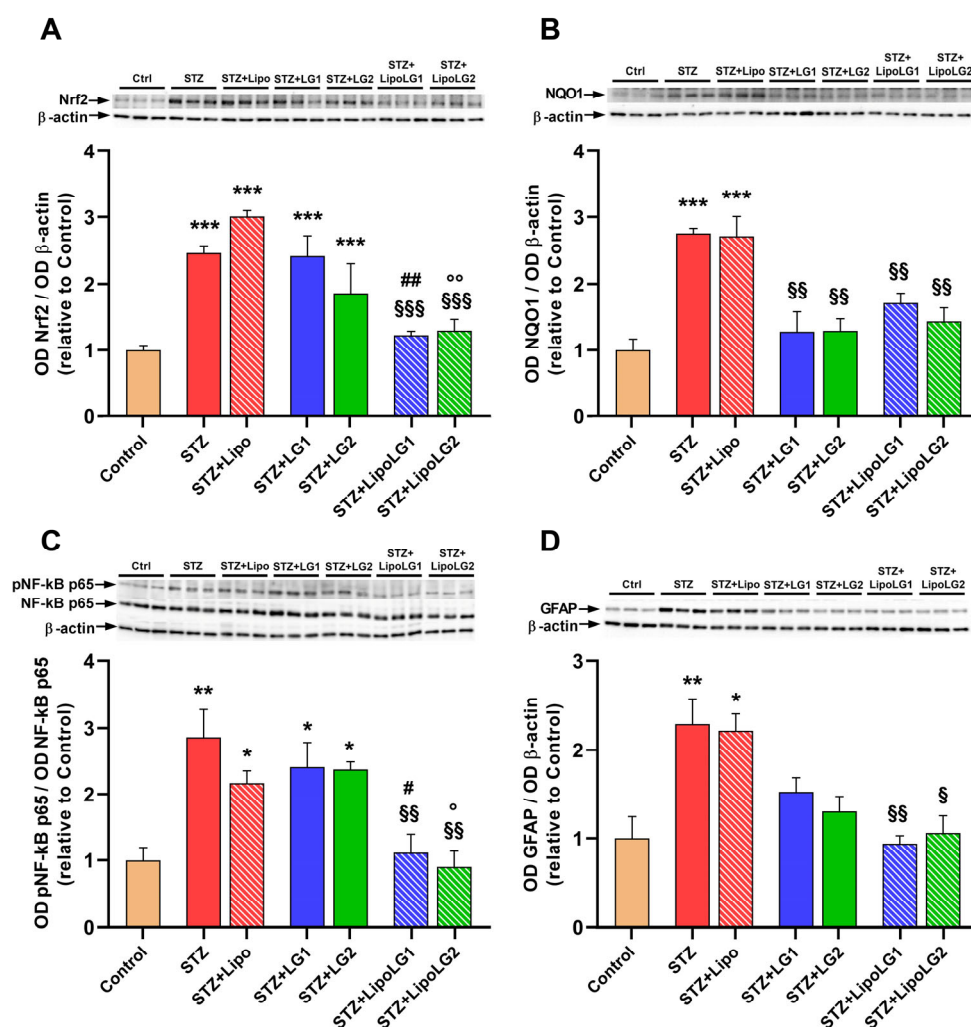 A
Ctrl STZ STZ+Lipo STZ+LG1 STZ+LG2 STZ+ LipoLG1 STZ+ LipoLG2
Nrf2
β-actin
OD Nrf2 / OD β-actin
(relative to Control)
4
3
2
1
0
***
***
***
***
##
§§§
°°
§§§
Control STZ STZ+Lipo STZ+LG1 STZ+LG2 STZ+LipoLG1 STZ+LipoLG2
B
Ctrl STZ STZ+Lipo STZ+LG1 STZ+LG2 STZ+ LipoLG1 STZ+ LipoLG2
NQO1
β-actin
OD NQO1 / OD β-actin
(relative to Control)
4
3
2
1
0
***
***
§§
§§
§§
§§
Control STZ STZ+Lipo STZ+LG1 STZ+LG2 STZ+LipoLG1 STZ+LipoLG2
C
Ctrl STZ STZ+Lipo STZ+LG1 STZ+LG2 STZ+ LipoLG1 STZ+ LipoLG2
pNF-kB p65
NF-kB p65
β-actin
OD pNF-kB p65 / OD NF-kB p65
(relative to Control)
4
3
2
1
0
**
*
*
*
#
§§
°
§§
Control STZ STZ+Lipo STZ+LG1 STZ+LG2 STZ+LipoLG1 STZ+LipoLG2
D
Ctrl STZ STZ+Lipo STZ+LG1 STZ+LG2 STZ+ LipoLG1 STZ+ LipoLG2
GFAP
β-actin
OD GFAP / OD β-actin
(relative to Control)
3
2
1
0
**
*
§§
§
Control STZ STZ+Lipo STZ+LG1 STZ+LG2 STZ+LipoLG1 STZ+LipoLG2